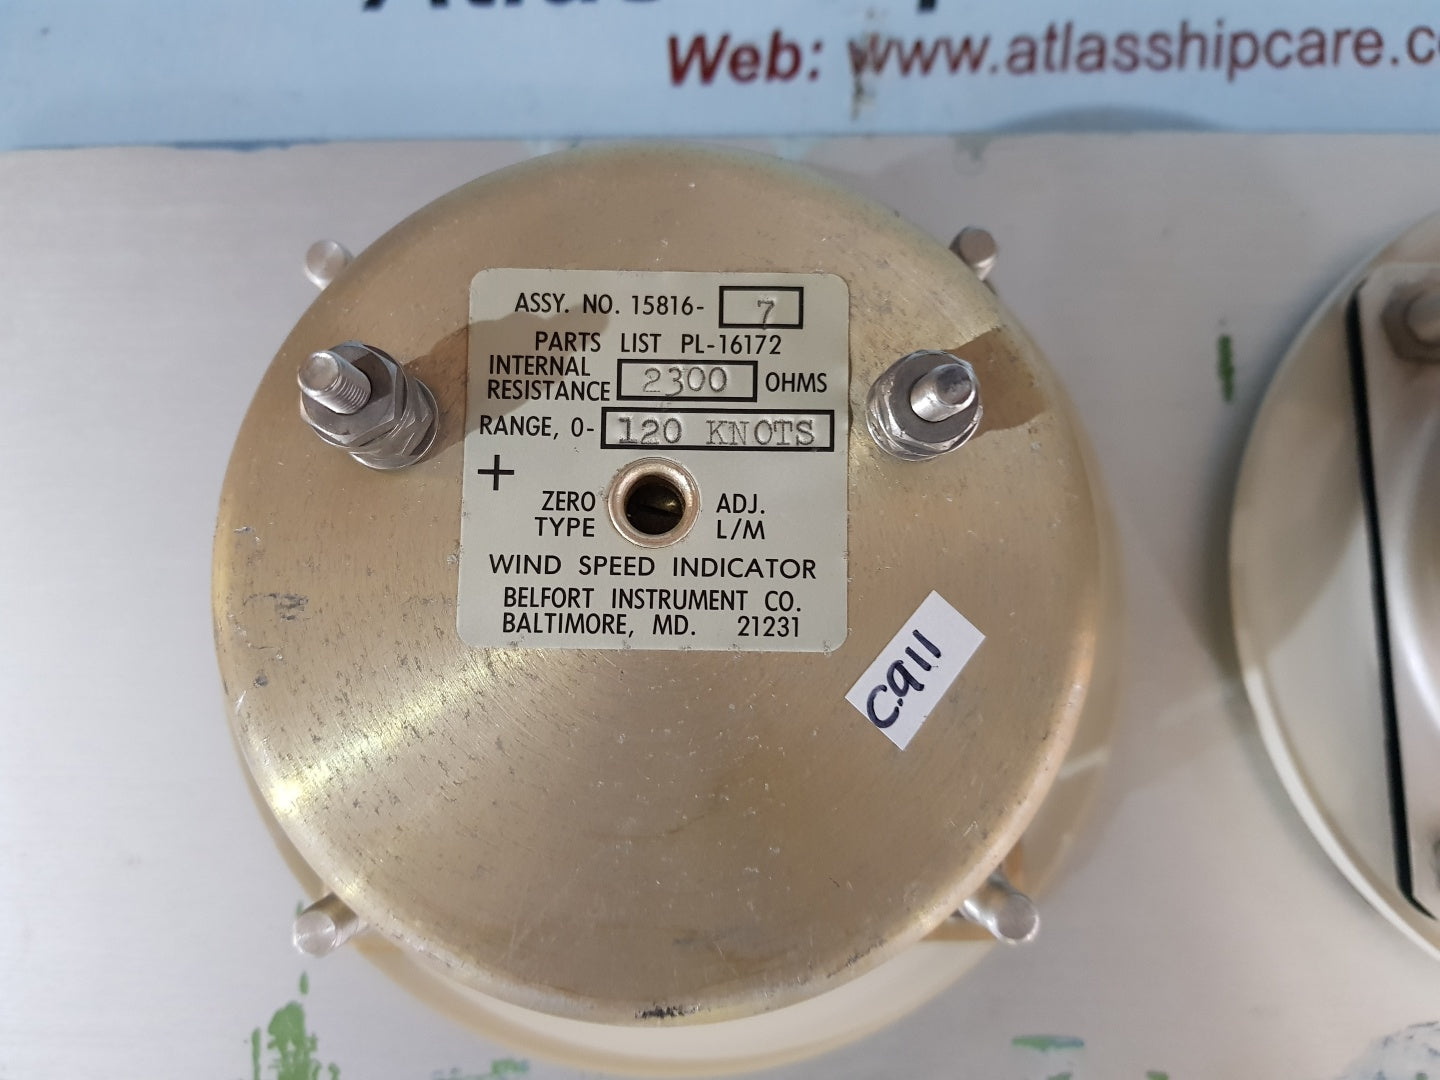 Web: www.atlasshipcare.c
ASSY. NO. 15816- 7
PARTS LIST PL-16172
INTERNAL RESISTANCE 2300 OHMS
RANGE, 0- 120 KNOTS
+
ZERO ADJ.
TYPE L/M
WIND SPEED INDICATOR
BELFORT INSTRUMENT CO.
BALTIMORE, MD. 21231
C.911